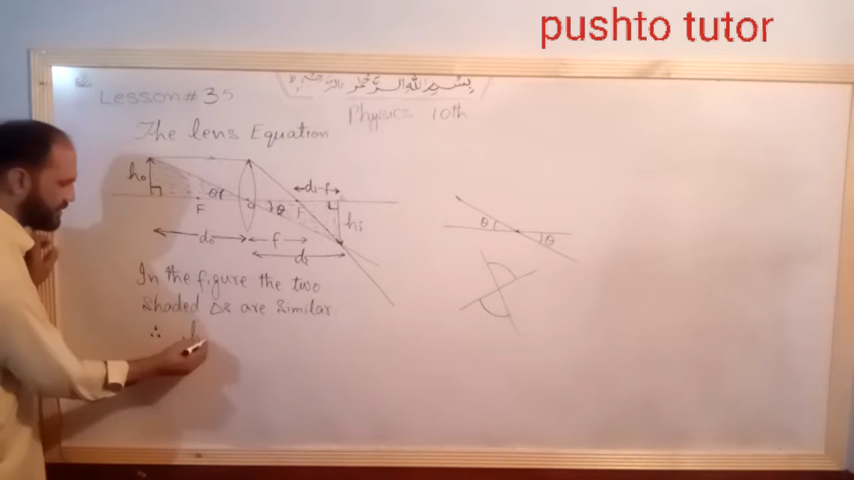 pushto tutor
بسم الله الرحمن الرحيم
Lesson # 35
Physics 10th
The lens Equation
ho
θ
F
o
θ
F
di-f
hi
do
f
di
θ
θ
In the figure the two
shaded Δs are similar
∴ h